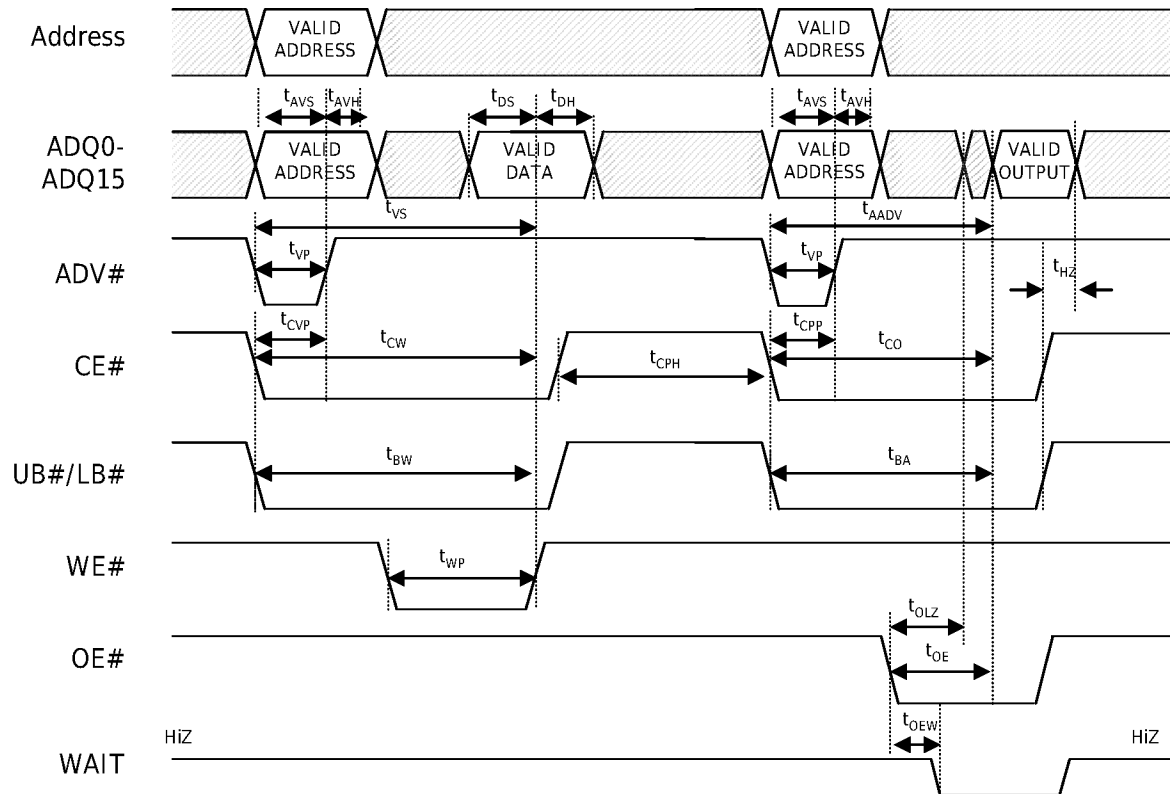 Address
VALID
ADDRESS
VALID
ADDRESS
tAVS
tAVH
tDS
tDH
tAVS
tAVH
ADQ0-
ADQ15
VALID
ADDRESS
VALID
DATA
VALID
ADDRESS
VALID
OUTPUT
tVS
tAADV
ADV#
tVP
tVP
tHZ
CE#
tCVP
tCW
tCPH
tCPP
tCO
UB#/LB#
tBW
tBA
WE#
tWP
OE#
tOLZ
tOE
tOEW
WAIT
HiZ
HiZ